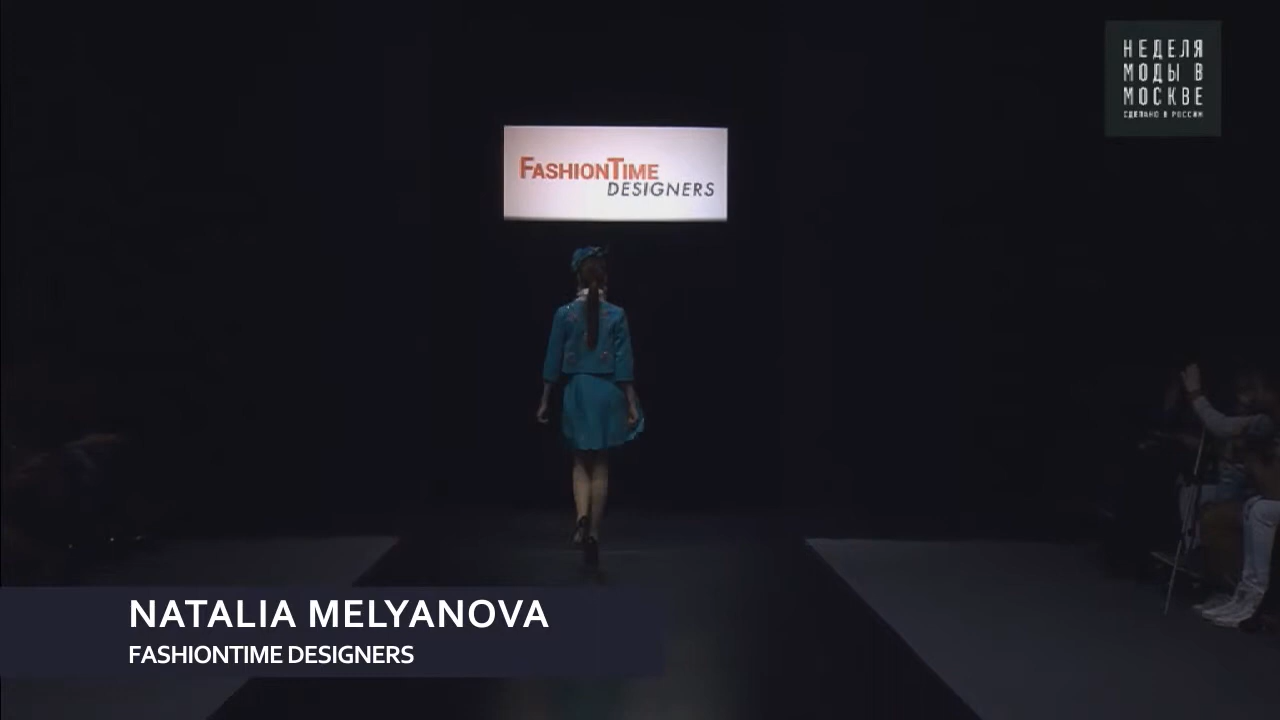 НЕДЕЛЯ
МОДЫ В
МОСКВЕ
СДЕЛАНО В РОССИИ
FASHIONTIME
DESIGNERS
NATALIA MELYANOVA
FASHIONTIME DESIGNERS